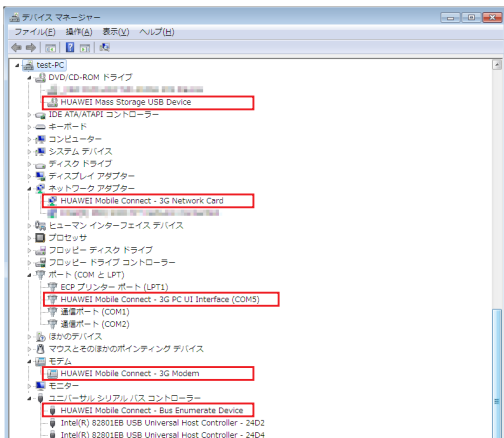 デバイス マネージャー
ファイル(F) 操作(A) 表示(V) ヘルプ(H)
test-PC
DVD/CD-ROM ドライブ
HUAWEI Mass Storage USB Device
IDE ATA/ATAPI コントローラー
キーボード
コンピューター
システム デバイス
ディスク ドライブ
ディスプレイ アダプター
ネットワーク アダプター
HUAWEI Mobile Connect - 3G Network Card
ヒューマン インターフェイス デバイス
プロセッサ
フロッピー ディスク ドライブ
フロッピー ドライブ コントローラー
ポート (COM と LPT)
ECP プリンター ポート (LPT1)
HUAWEI Mobile Connect - 3G PC UI Interface (COM5)
通信ポート (COM1)
通信ポート (COM2)
ほかのデバイス
マウスとそのほかのポインティング デバイス
モデム
HUAWEI Mobile Connect - 3G Modem
モニター
ユニバーサル シリアル バス コントローラー
HUAWEI Mobile Connect - Bus Enumerate Device
Intel(R) 82801EB USB Universal Host Controller - 24D2
Intel(R) 82801EB USB Universal Host Controller - 24D4